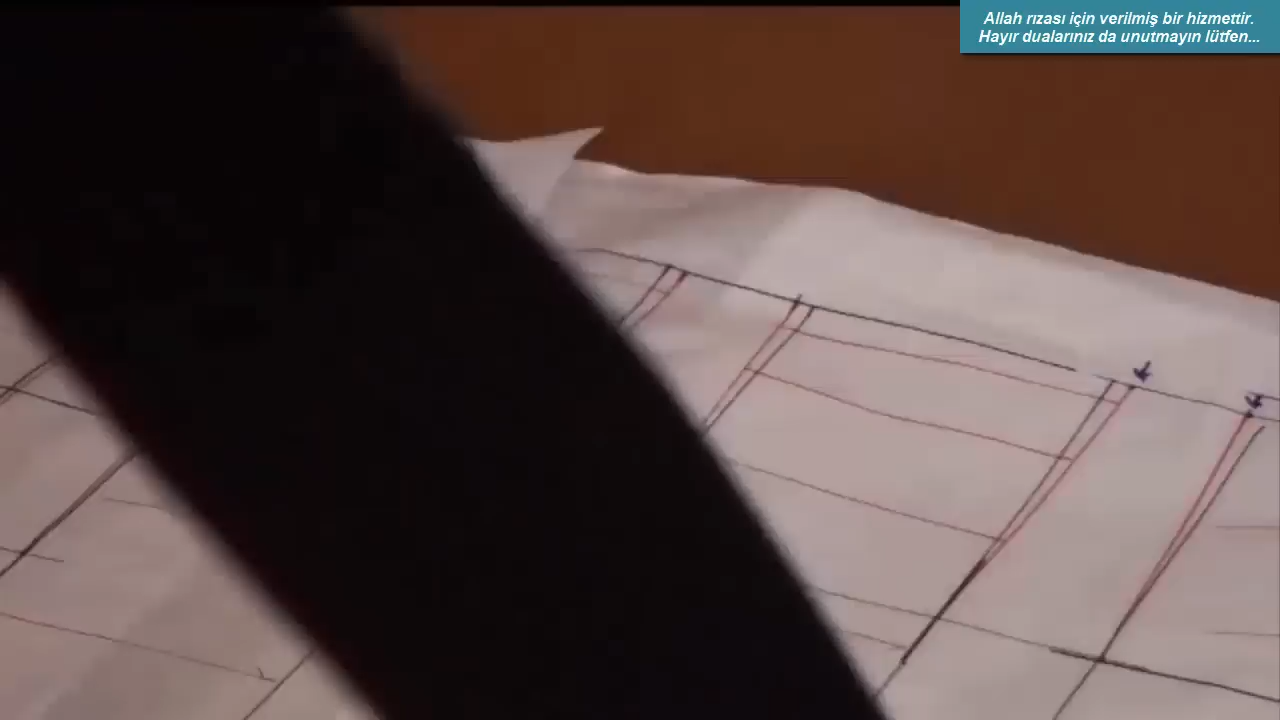 Allah rızası için verilmiş bir hizmettir.
Hayır dualarınız da unutmayın lütfen...